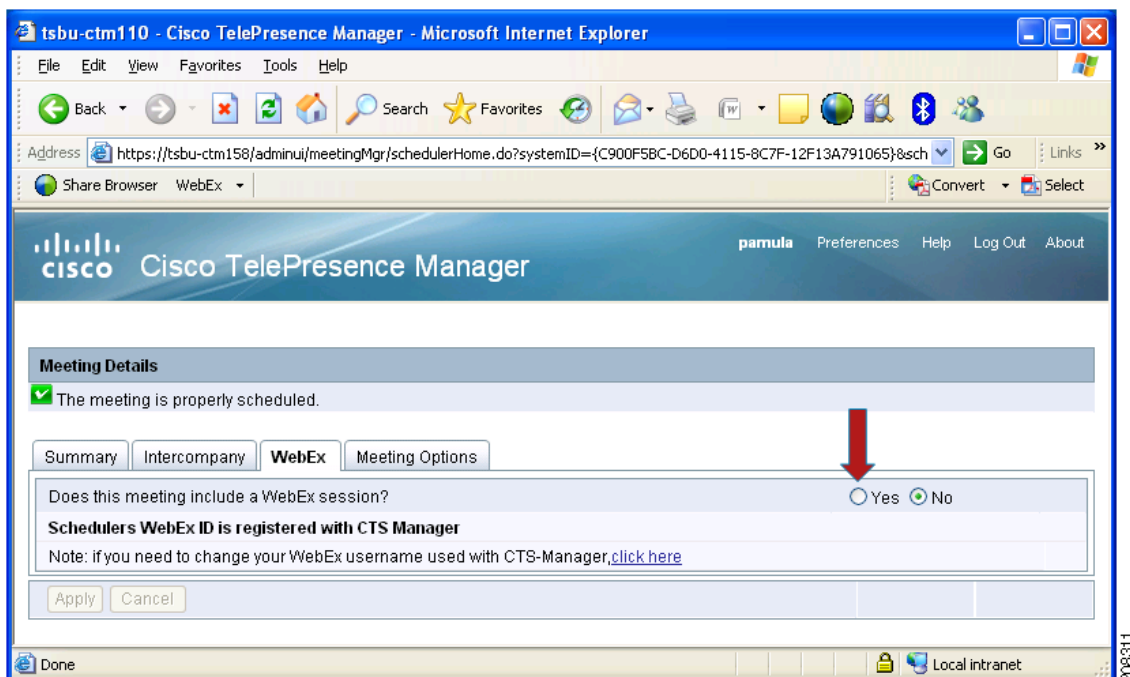 tsbu-ctm110 - Cisco TelePresence Manager - Microsoft Internet Explorer
File Edit View Favorites Tools Help
Back Search Favorites
Address https://tsbu-ctm158/adminui/meetingMgr/schedulerHome.do?systemID={C900F5BC-D6D0-4115-8C7F-12F13A791065}&sch Go Links »
Share Browser WebEx Convert Select
pamula Preferences Help Log Out About
CISCO Cisco TelePresence Manager
Meeting Details
The meeting is properly scheduled.
Summary Intercompany WebEx Meeting Options
Does this meeting include a WebEx session? Yes No
Schedulers WebEx ID is registered with CTS Manager
Note: if you need to change your WebEx username used with CTS-Manager,click here
Apply Cancel
Done Local intranet
208311